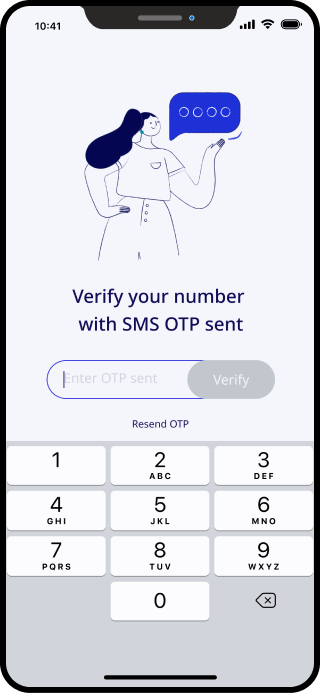 10:41
Verify your number
with SMS OTP sent
Enter OTP sent
Verify
Resend OTP
1
2
ABC
3
DEF
4
GHI
5
JKL
6
MNO
7
PQRS
8
TUV
9
WXYZ
0